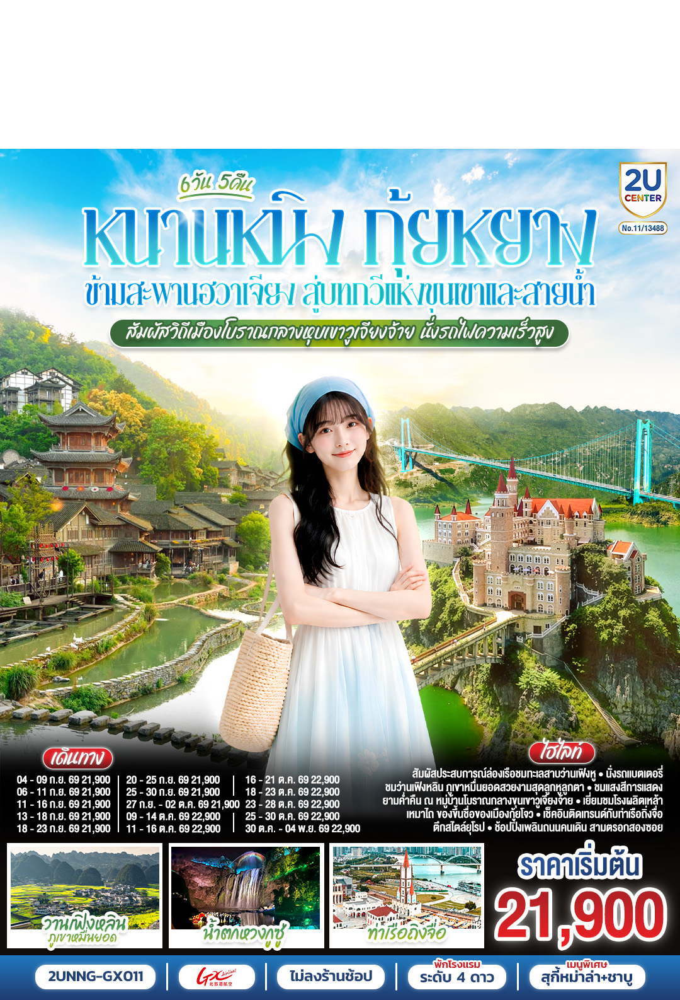 6วัน 5คืน
2U
CENTER
No.11/13488
หนานหนิง กุ้ยหยาง
ข้ามสะพานฮวาเจียง สู่บทกวีแห่งขุนเขาและสายน้ำ
สัมผัสวิถีเมืองโบราณกลางหุบเขาวูเจียงจ้าย นั่งรถไฟความเร็วสูง
เดินทาง
04 - 09 ก.ย. 69 21,900
06 - 11 ก.ย. 69 21,900
11 - 16 ก.ย. 69 21,900
13 - 18 ก.ย. 69 21,900
18 - 23 ก.ย. 69 21,900
20 - 25 ก.ย. 69 21,900
25 - 30 ก.ย. 69 21,900
27 ก.ย. - 02 ต.ค. 69 21,900
09 - 14 ต.ค. 69 22,900
11 - 16 ต.ค. 69 22,900
16 - 21 ต.ค. 69 22,900
18 - 23 ต.ค. 69 22,900
23 - 28 ต.ค. 69 22,900
25 - 30 ต.ค. 69 22,900
30 ต.ค. - 04 พ.ย. 69 22,900
ไฮไลท์
สัมผัสประสบการณ์ล่องเรือชมทะเลสาบว่านเฟิงหู • นั่งรถแบตเตอรี่
ชมว่านเฟิงหลิน ภูเขาหมื่นยอดสวยงามสุดลูกหูลูกตา • ชมแสงสีการแสดง
ยามค่ำคืน ณ หมู่บ้านโบราณกลางขุนเขาวูเจียงจ้าย • เยี่ยมชมโรงผลิตเหล้า
เหมาไถ ของขึ้นชื่อของเมืองกุ้ยโจว • เช็คอินติดเทรนด์กับท่าเรือถิงจื่อ
ตึกสไตล์ยุโรป • ช้อปปิ้งเพลินถนนคนเดิน สามตรอกสองซอย
วานเฟิงหลิน
ภูเขาหมื่นยอด
น้ำตกหวงกูซู่
ท่าเรือถิงจื่อ
ราคาเริ่มต้น
21,900
2UNNG-GX011
GX Airlines
北部湾航空
ไม่ลงร้านช้อป
พักโรงแรม
ระดับ 4 ดาว
เมนูพิเศษ
สุกี้หม่าล่า+ชาบู